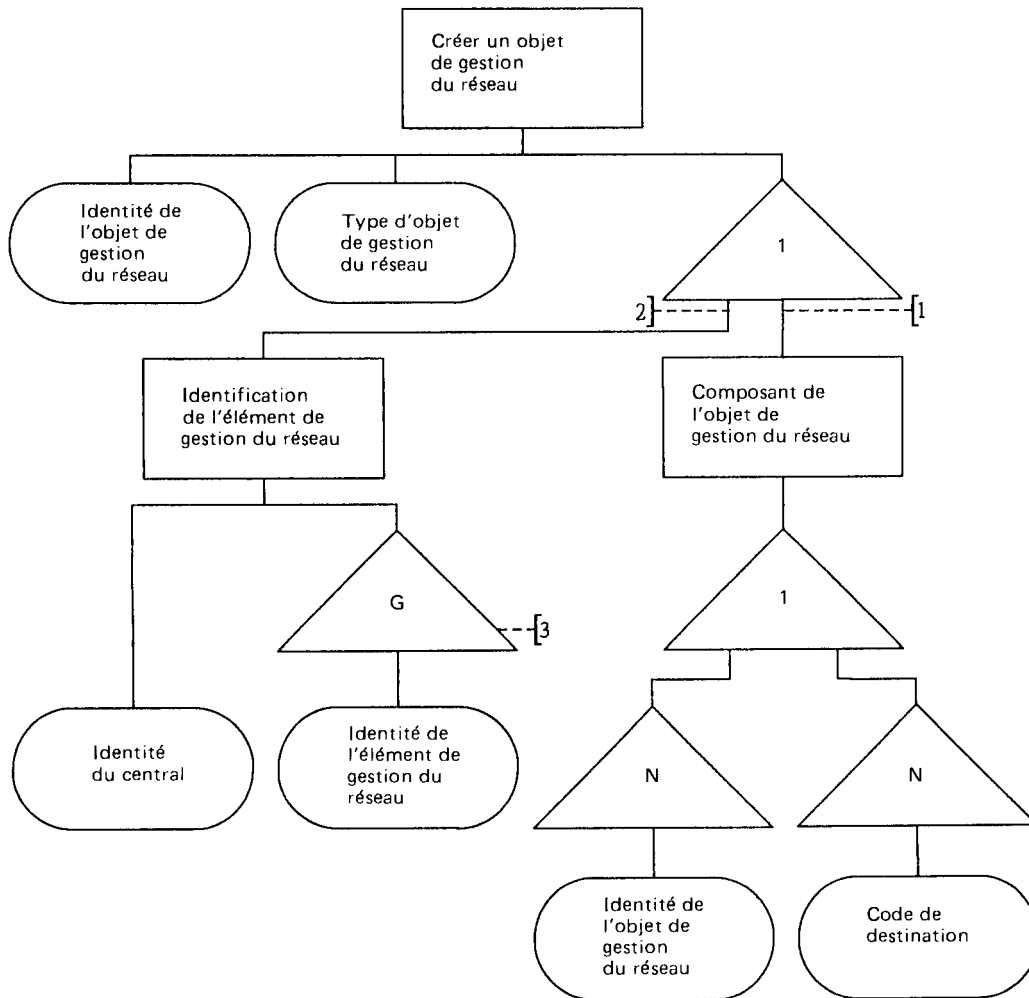 Créer un objet
de gestion
du réseau
Identité de
l'objet de
gestion
du réseau
Type d'objet
de gestion
du réseau
1
2
1
Identification
de l'élément de
gestion du réseau
Composant de
l'objet de
gestion du réseau
G
3
1
Identité
du central
Identité de
l'élément de
gestion du
réseau
N
N
Identité de
l'objet de
gestion
du réseau
Code de
destination